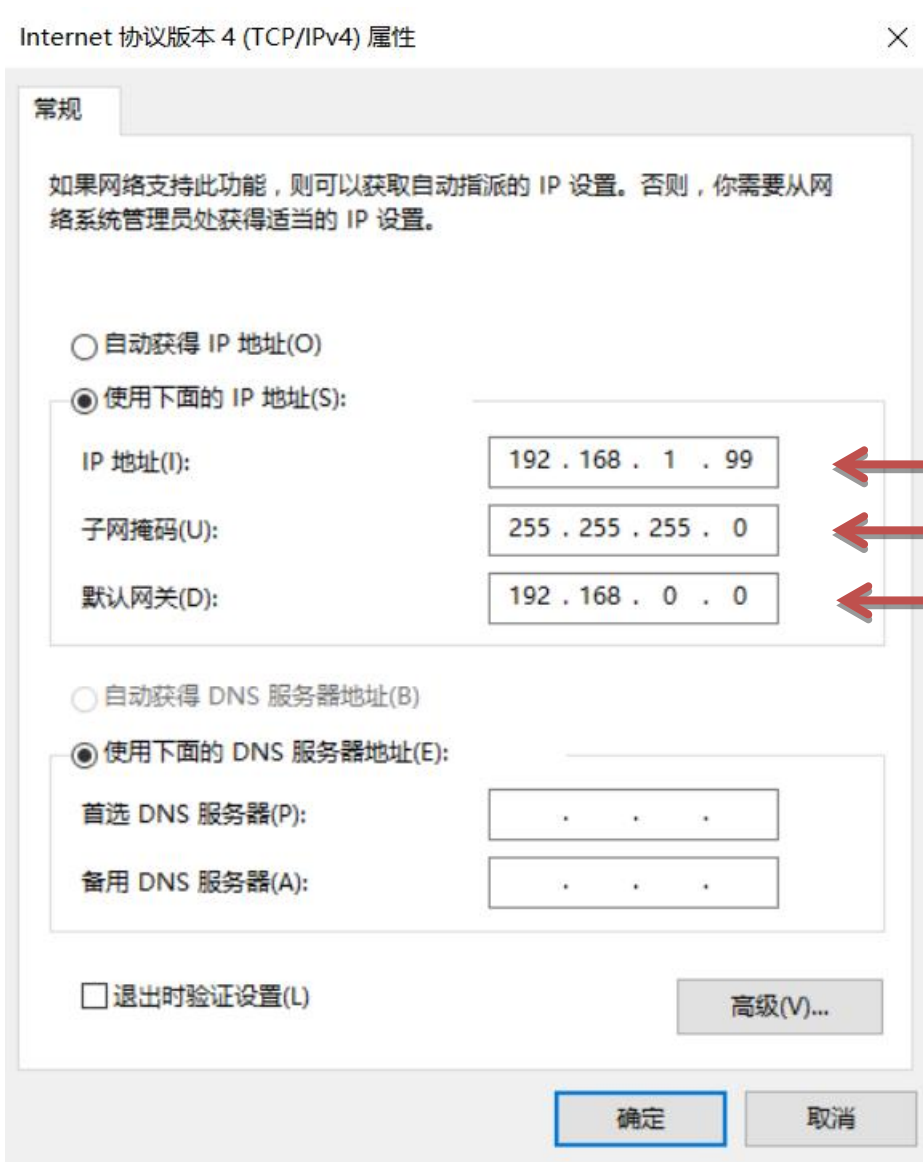 Internet 协议版本 4 (TCP/IPv4) 属性
常规
如果网络支持此功能，则可以获取自动指派的 IP 设置。否则，你需要从网
络系统管理员处获得适当的 IP 设置。
自动获得 IP 地址(O)
使用下面的 IP 地址(S):
IP 地址(I): 192 . 168 . 1 . 99
子网掩码(U): 255 . 255 . 255 . 0
默认网关(D): 192 . 168 . 0 . 0
自动获得 DNS 服务器地址(B)
使用下面的 DNS 服务器地址(E):
首选 DNS 服务器(P): . . .
备用 DNS 服务器(A): . . .
退出时验证设置(L)
高级(V)...
确定 取消